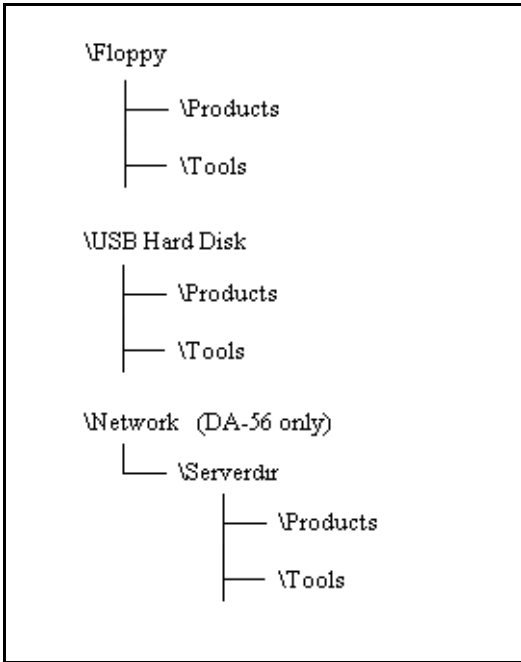 \Floppy
\Products
\Tools
\USB Hard Disk
\Products
\Tools
\Network (DA-56 only)
\Serverdir
\Products
\Tools